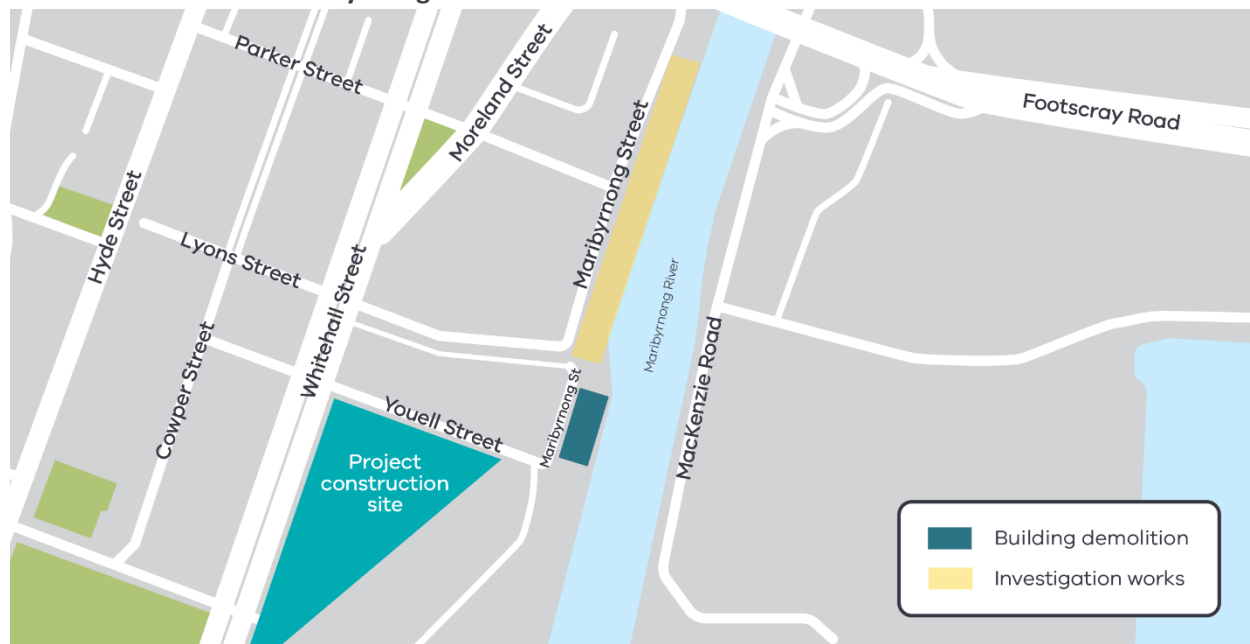 Parker Street
Moreland Street
Maribyrnong Street
Footscray Road
Hyde Street
Lyons Street
Whitehall Street
Maribyrnong River
Cowper Street
MacKenzie Road
Maribyrnong St
Youell Street
Project
construction
site
Building demolition
Investigation works